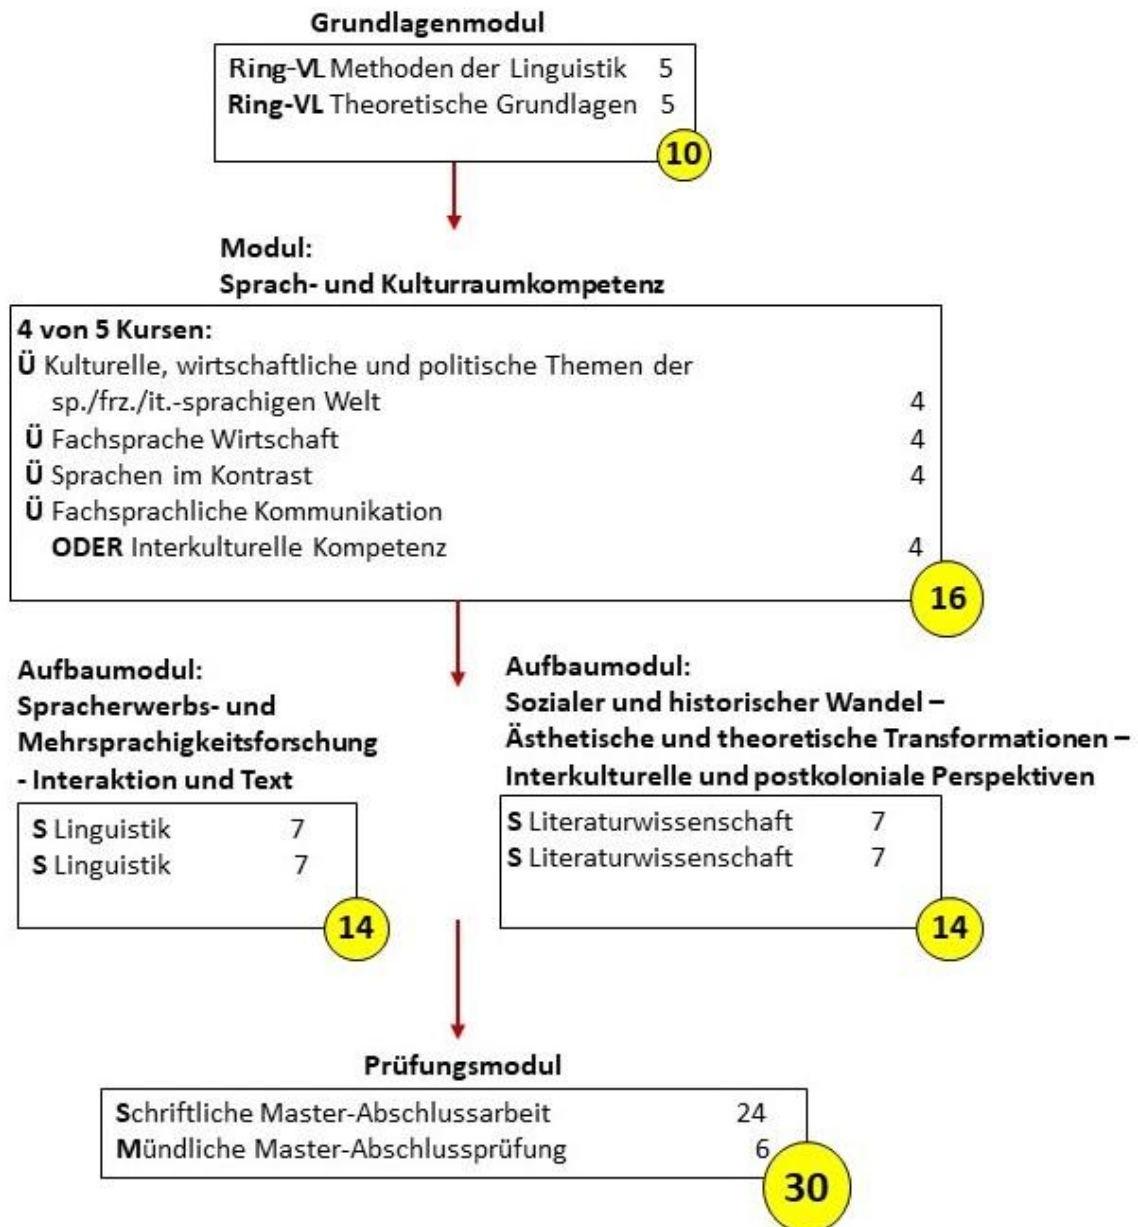 Grundlagenmodul
Ring-VL Methoden der Linguistik 5
Ring-VL Theoretische Grundlagen 5
10
Modul:
Sprach- und Kulturraumkompetenz
4 von 5 Kursen:
Ü Kulturelle, wirtschaftliche und politische Themen der
sp./frz./it.-sprachigen Welt 4
Ü Fachsprache Wirtschaft 4
Ü Sprachen im Kontrast 4
Ü Fachsprachliche Kommunikation
ODER Interkulturelle Kompetenz 4
16
Aufbaumodul:
Spracherwerbs- und
Mehrsprachigkeitsforschung
- Interaktion und Text
S Linguistik 7
S Linguistik 7
14
Aufbaumodul:
Sozialer und historischer Wandel –
Ästhetische und theoretische Transformationen –
Interkulturelle und postkoloniale Perspektiven
S Literaturwissenschaft 7
S Literaturwissenschaft 7
14
Prüfungsmodul
Schriftliche Master-Abschlussarbeit 24
Mündliche Master-Abschlussprüfung 6
30